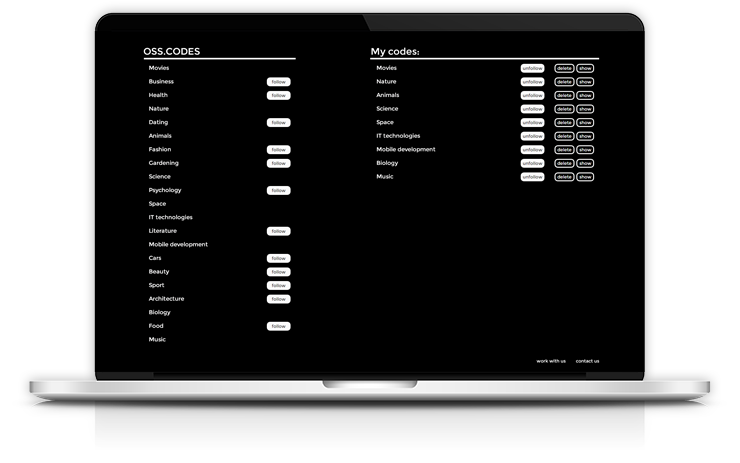 OSS.CODES
Movies
Business follow
Health follow
Nature
Dating follow
Animals
Fashion follow
Gardening follow
Science
Psychology follow
Space
IT technologies
Literature follow
Mobile development
Cars follow
Beauty follow
Sport follow
Architecture follow
Biology
Food follow
Music
My codes:
Movies unfollow delete show
Nature unfollow delete show
Animals unfollow delete show
Science unfollow delete show
Space unfollow delete show
IT technologies unfollow delete show
Mobile development unfollow delete show
Biology unfollow delete show
Music unfollow delete show
work with us contact us